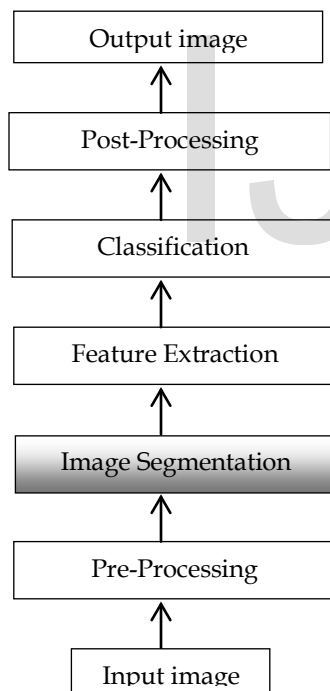 Output image
Post-Processing
Classification
Feature Extraction
Image Segmentation
Pre-Processing
Input image